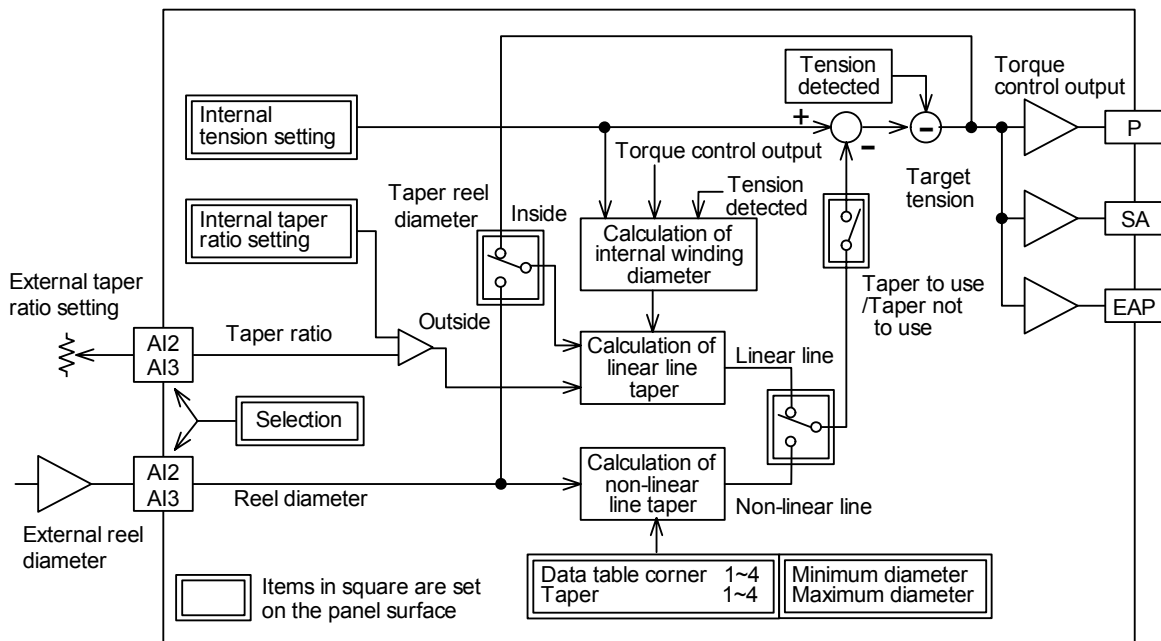 Tension
detected
Torque
control output
Internal
tension setting
+
-
-
P
Torque control output
Taper reel
diameter
Inside
Tension
detected
Target
tension
Internal taper
ratio setting
Calculation of
internal winding
diameter
SA
External taper
ratio setting
Taper to use
/Taper not
to use
EAP
AI2
AI3
Taper ratio
Outside
Calculation of
linear line
taper
Linear line
Selection
AI2
AI3
Reel diameter
Calculation of
non-linear
line taper
Non-linear line
External reel
diameter
Items in square are set
on the panel surface
Data table corner 1~4
Taper 1~4
Minimum diameter
Maximum diameter